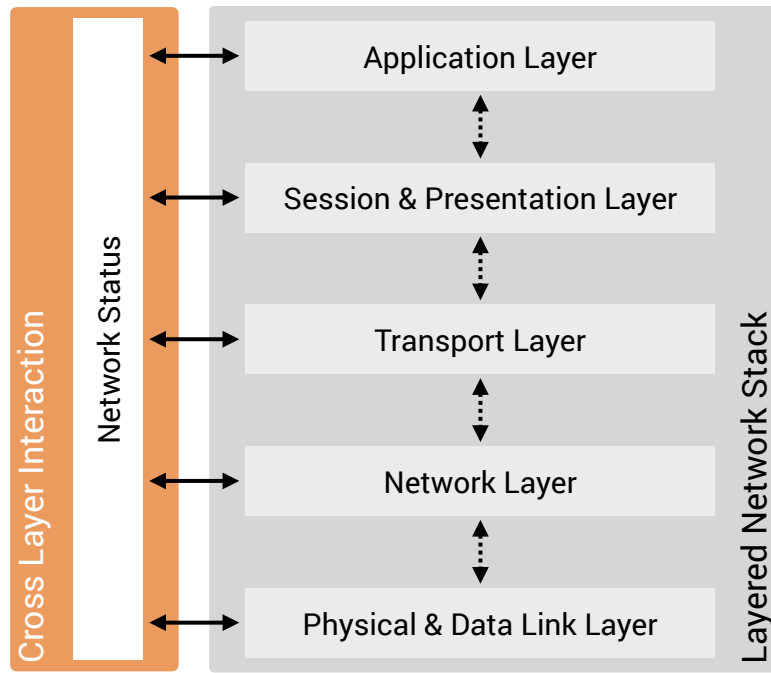 Cross Layer Interaction
Network Status
Application Layer
Session & Presentation Layer
Transport Layer
Network Layer
Physical & Data Link Layer
Layered Network Stack